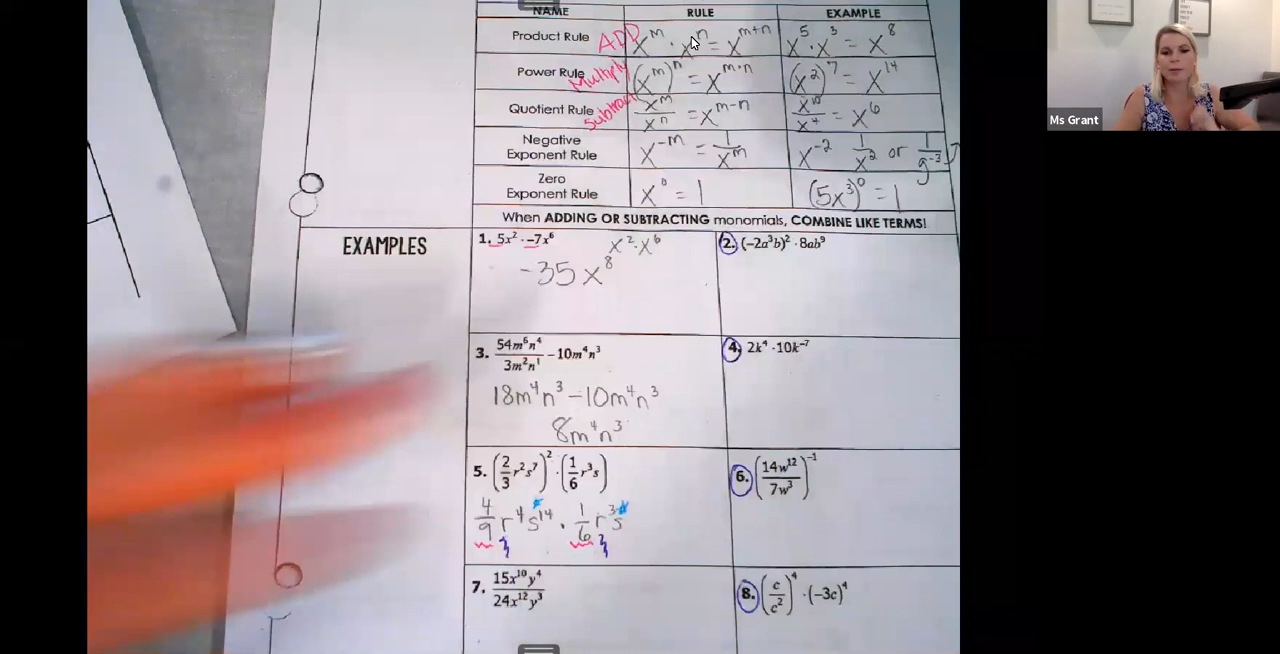 NAME RULE EXAMPLE
Product Rule ADD x^m · x^n = x^{m+n} x^5 · x^3 = x^8
Power Rule Multiply (x^m)^n = x^{m·n} (x^2)^7 = x^{14}
Quotient Rule Subtract x^m/x^n = x^{m-n} x^{10}/x^4 = x^6
Negative
Exponent Rule x^{-m} = 1/x^m x^{-2} 1/x^2 or 1/g^{-3}
Zero
Exponent Rule x^0 = 1 (5x^3)^0 = 1
When ADDING OR SUBTRACTING monomials, COMBINE LIKE TERMS!
EXAMPLES
1. 5x^2 · -7x^6 x^2 · x^6
-35x^8
2. (-2a^3b)^2 · 8ab^9
3. 54m^6n^4/3m^2n^1 - 10m^4n^3
18m^4n^3 - 10m^4n^3
8m^4n^3
4. 2k^4 · 10k^{-7}
5. (2/3 r^2s^7)^2 · (1/6 r^3s)
4/9 r^4s^{14} · 1/6 r^3s
6. (14w^{12}/7w^3)^{-1}
7. 15x^{10}y^4/24x^{12}y^3
8. (c/c^2)^4 · (-3c)^4
Ms Grant